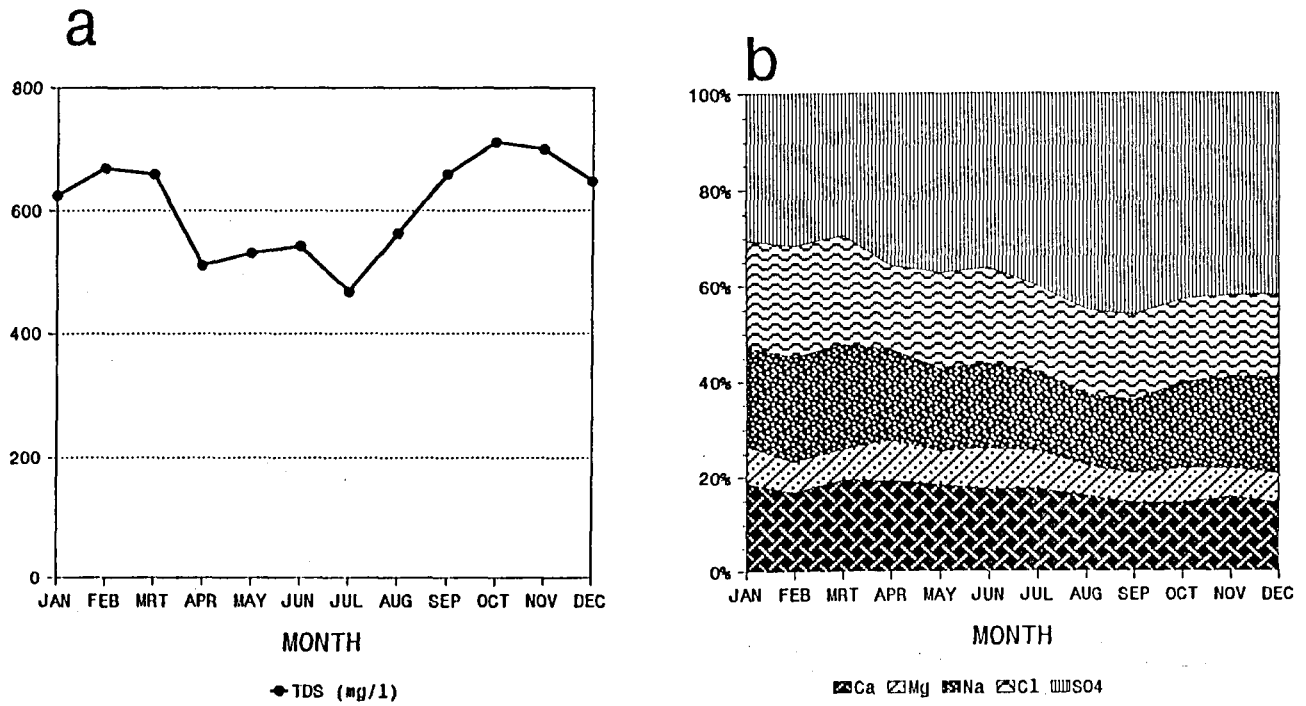 a
800
600
400
200
0
JAN FEB MRT APR MAY JUN JUL AUG SEP OCT NOV DEC
MONTH
TDS (mg/l)
b
100%
80%
60%
40%
20%
0%
JAN FEB MRT APR MAY JUN JUL AUG SEP OCT NOV DEC
MONTH
Ca Mg Na Cl SO4